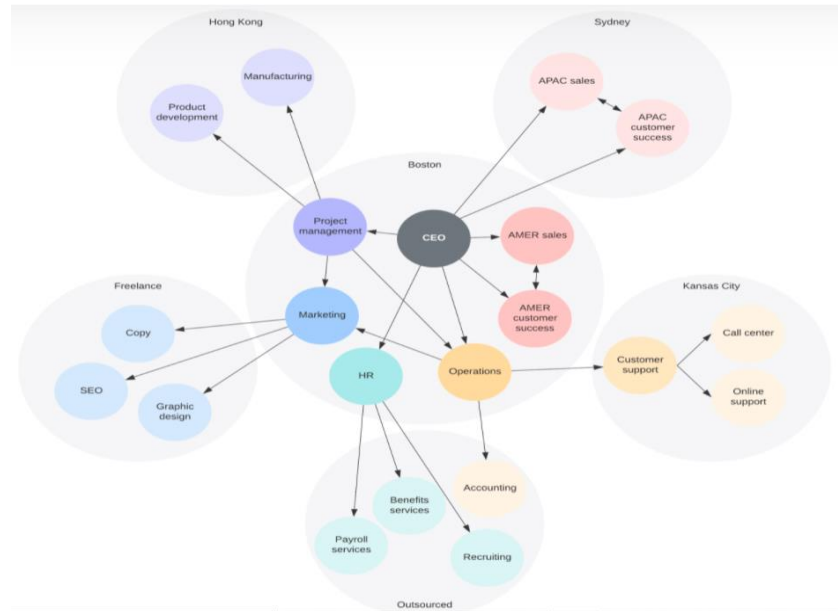 Hong Kong
Manufacturing
Product
development
Sydney
APAC sales
APAC
customer
success
Boston
Project
management
CEO
AMER sales
AMER
customer
success
Marketing
HR
Operations
Freelance
Copy
SEO
Graphic
design
Kansas City
Customer
support
Call center
Online
support
Accounting
Benefits
services
Payroll
services
Recruiting
Outsourced